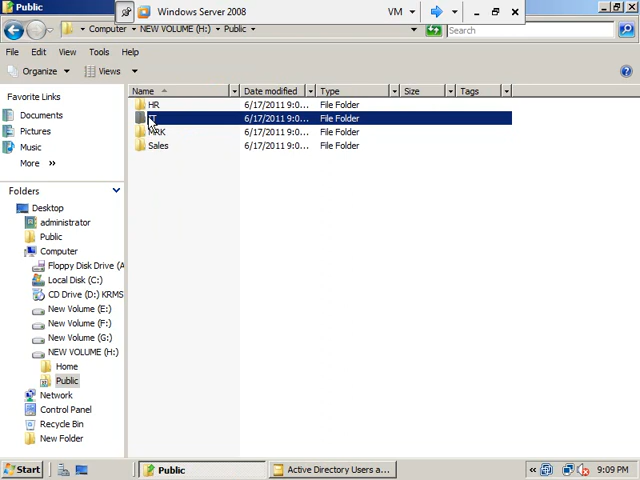 Public
Windows Server 2008
VM
Computer NEW VOLUME (H:) Public
Search
File Edit View Tools Help
Organize Views
Favorite Links
Documents
Pictures
Music
More »
Folders
Desktop
administrator
Public
Computer
Floppy Disk Drive (A
Local Disk (C:)
CD Drive (D:) KRMS
New Volume (E:)
New Volume (F:)
New Volume (G:)
NEW VOLUME (H:)
Home
Public
Network
Control Panel
Recycle Bin
New Folder
Name Date modified Type Size Tags
HR 6/17/2011 9:0... File Folder
6/17/2011 9:0... File Folder
6/17/2011 9:0... File Folder
Sales 6/17/2011 9:0... File Folder
Start Public Active Directory Users a... 9:09 PM